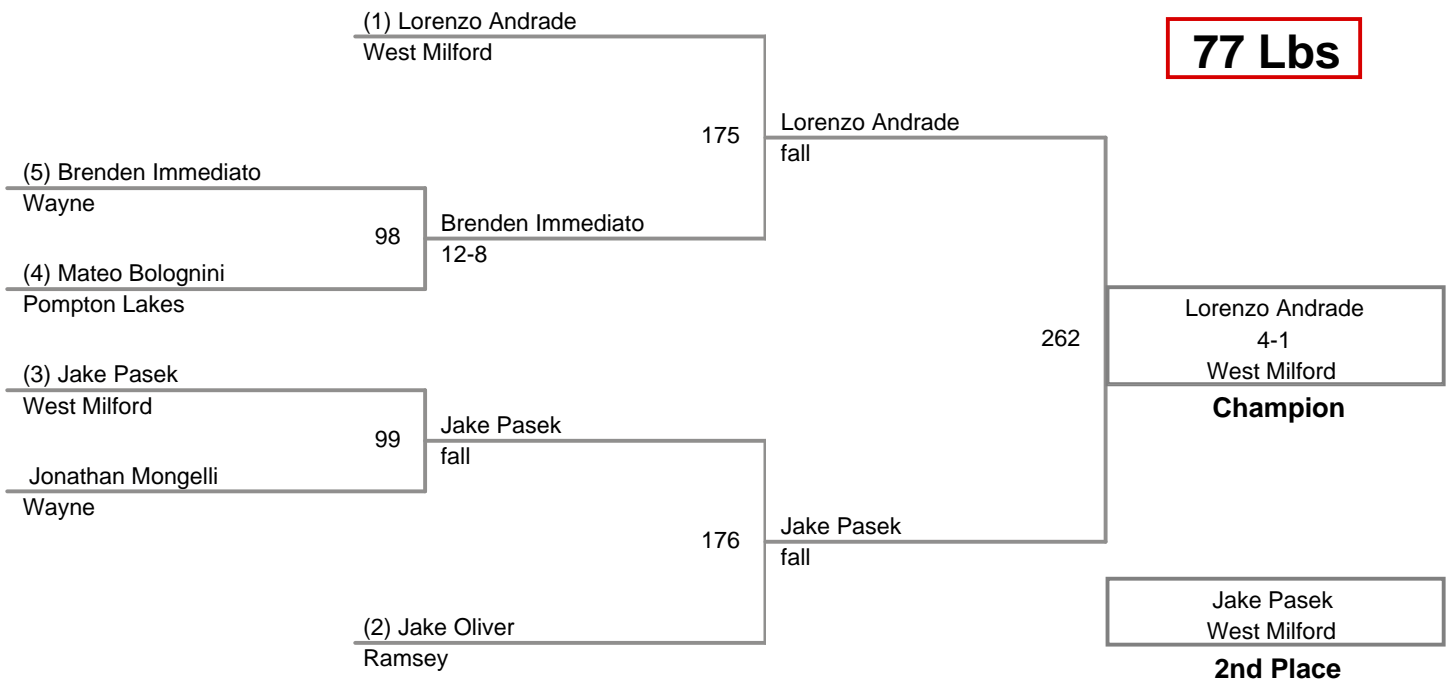 (1) Lorenzo Andrade
West Milford
77 Lbs
175
Lorenzo Andrade
fall
(5) Brenden Immediato
Wayne
98
Brenden Immediato
12-8
(4) Mateo Bolognini
Pompton Lakes
262
Lorenzo Andrade
4-1
West Milford
Champion
(3) Jake Pasek
West Milford
99
Jake Pasek
fall
Jonathan Mongelli
Wayne
176
Jake Pasek
fall
(2) Jake Oliver
Ramsey
Jake Pasek
West Milford
2nd Place